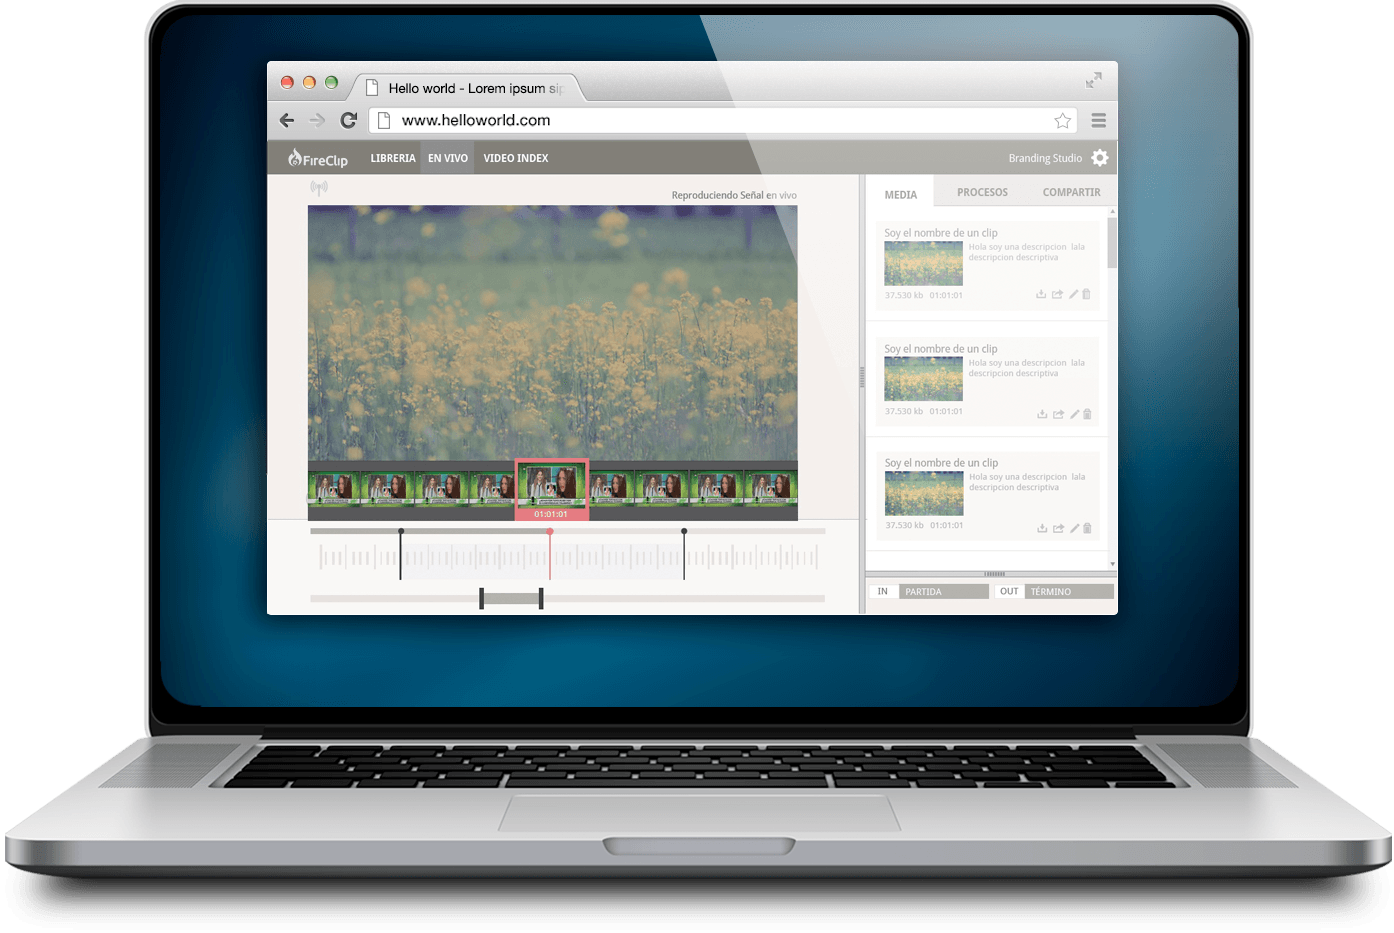 Hello world - Lorem ipsum sip
www.helloworld.com
FireClip LIBRERIA EN VIVO VIDEO INDEX Branding Studio
Reproduciendo Señal en vivo
01:01:01
MEDIA PROCESOS COMPARTIR
Soy el nombre de un clip
Hola soy una descripcion lala
descripcion descriptiva
37.530 kb 01:01:01
Soy el nombre de un clip
Hola soy una descripcion lala
descripcion descriptiva
37.530 kb 01:01:01
Soy el nombre de un clip
Hola soy una descripcion lala
descripcion descriptiva
37.530 kb 01:01:01
IN PARTIDA OUT TÉRMINO